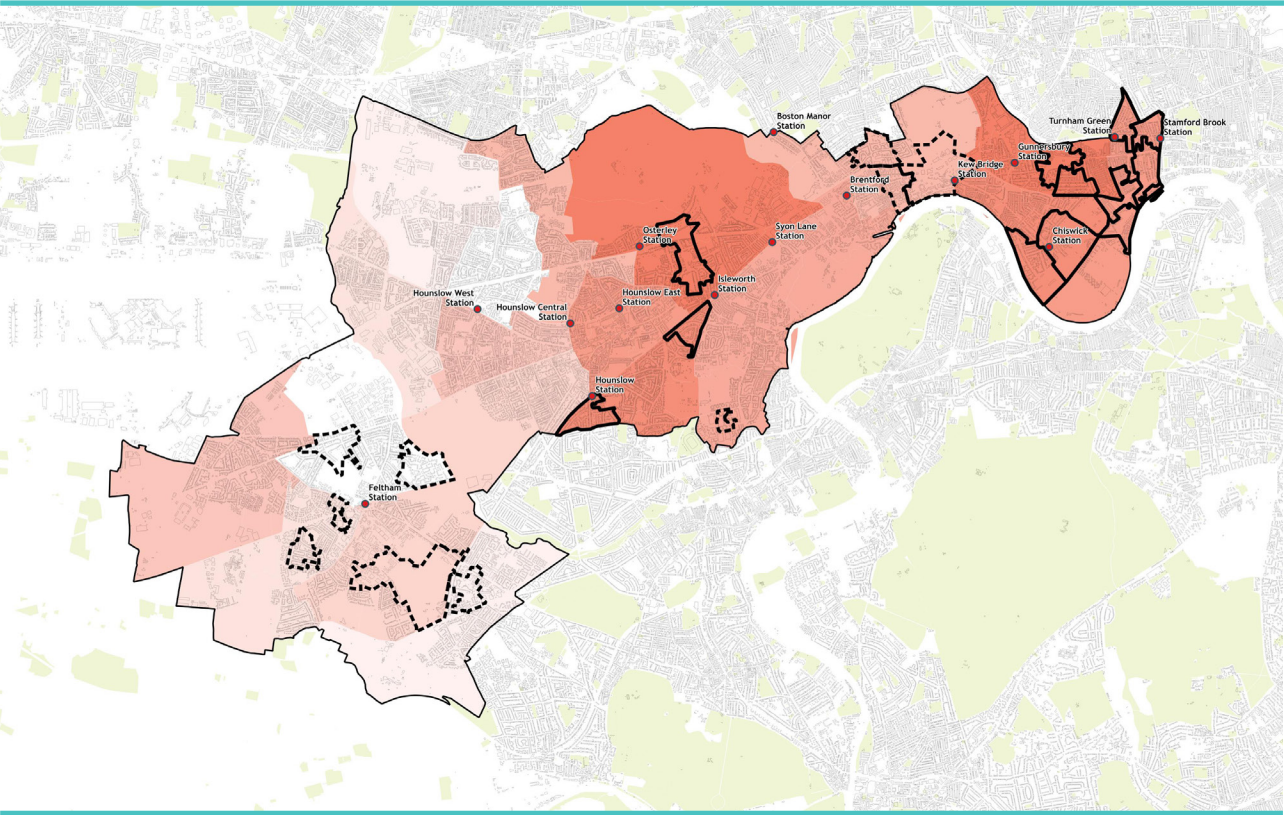 Boston Manor
Station
Turnham Green
Station
Stamford Brook
Station
Gunnersbury
Station
Kew Bridge
Station
Brentford
Station
Chiswick
Station
Osterley
Station
Syon Lane
Station
Isleworth
Station
Hounslow West
Station
Hounslow Central
Station
Hounslow East
Station
Hounslow
Station
Feltham
Station